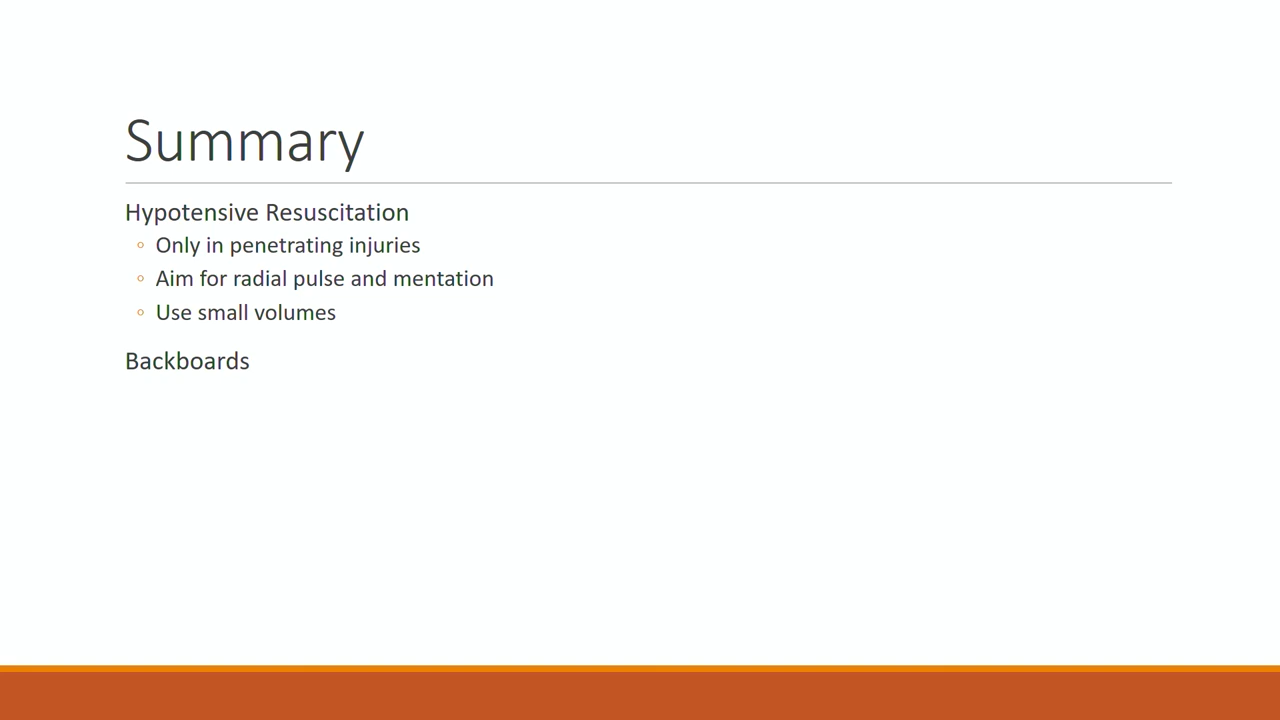 Summary
Hypotensive Resuscitation
◦ Only in penetrating injuries
◦ Aim for radial pulse and mentation
◦ Use small volumes
Backboards